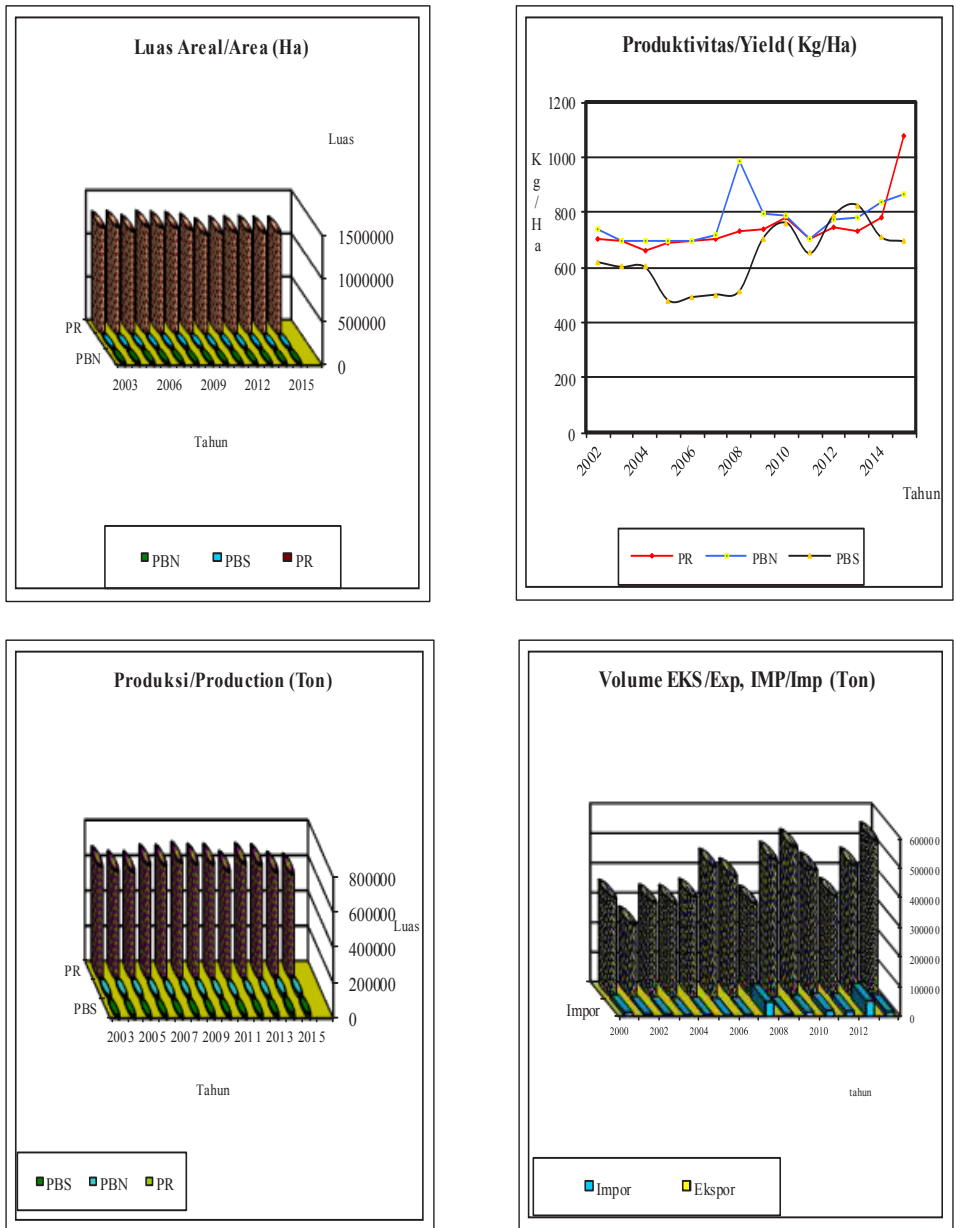 Luas Areal/Area (Ha)
Luas
1500000
1000000
500000
0
PR
PBN
2003 2006 2009 2012 2015
Tahun
PBN PBS PR
Produktivitas/Yield ( Kg/Ha)
Kg/Ha
1200
1000
800
600
400
200
0
2002 2004 2006 2008 2010 2012 2014
Tahun
PR PBN PBS
Produksi/Production (Ton)
800000
600000
Luas
400000
200000
0
PR
PBS
2003 2005 2007 2009 2011 2013 2015
Tahun
PBS PBN PR
Volume EKS/Exp, IMP/Imp (Ton)
600000
500000
400000
300000
200000
100000
0
Impor
2000 2002 2004 2006 2008 2010 2012
tahun
Impor Ekspor